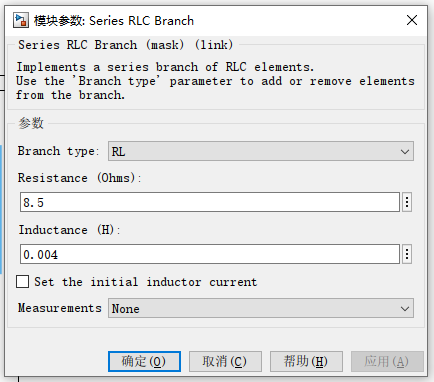 模块参数: Series RLC Branch
Series RLC Branch (mask) (link)
Implements a series branch of RLC elements.
Use the 'Branch type' parameter to add or remove elements
from the branch.
参数
Branch type: RL
Resistance (Ohms):
8.5
Inductance (H):
0.004
Set the initial inductor current
Measurements None
确定(O) 取消(C) 帮助(H) 应用(A)